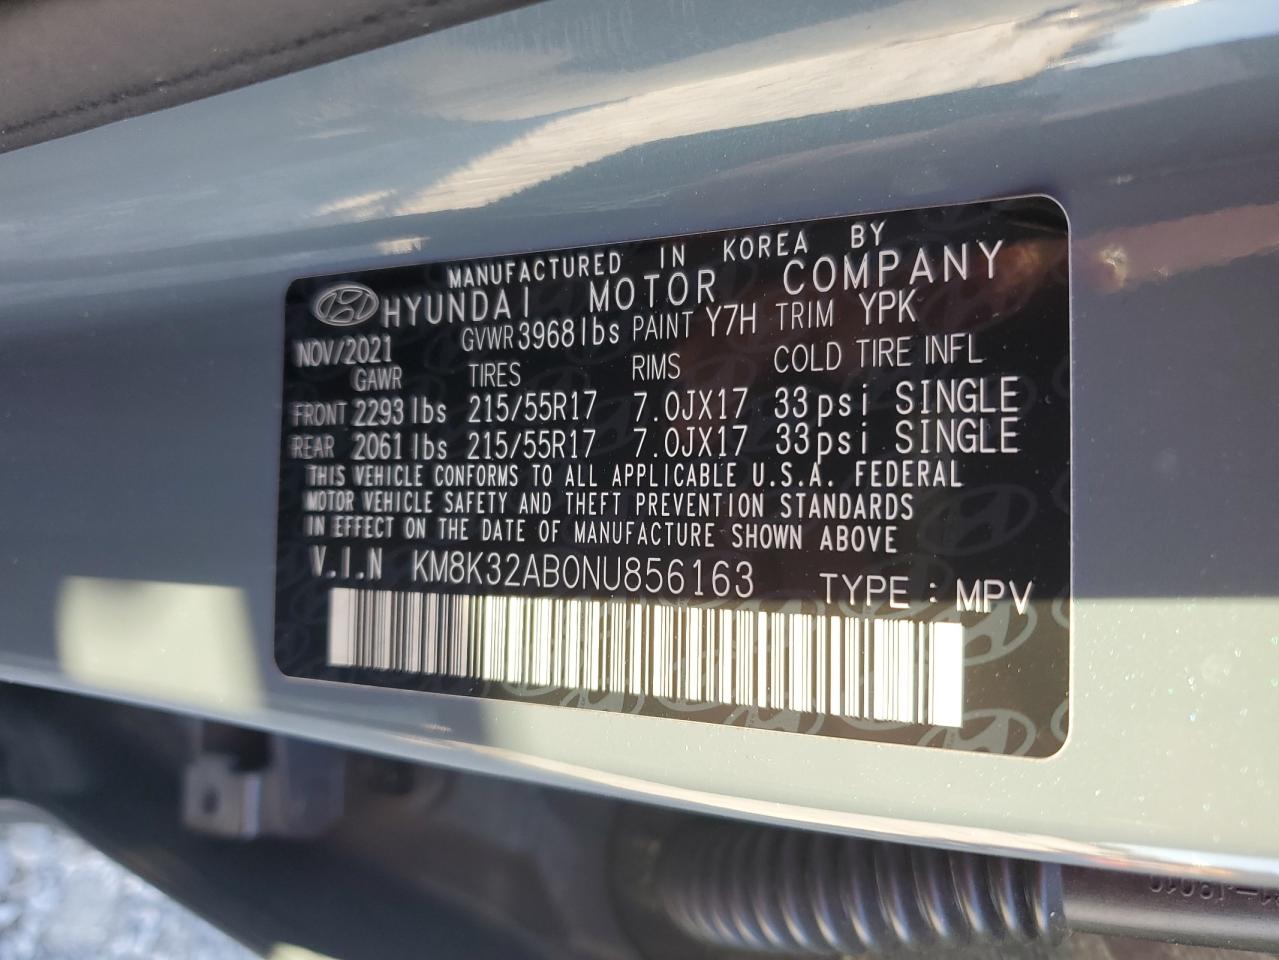 MANUFACTURED IN KOREA BY
HYUNDAI MOTOR COMPANY
NOV/2021 GVWR 3968 lbs PAINT Y7H TRIM YPK
GAWR TIRES RIMS COLD TIRE INFL
FRONT 2293 lbs 215/55R17 7.0JX17 33psi SINGLE
REAR 2061 lbs 215/55R17 7.0JX17 33psi SINGLE
THIS VEHICLE CONFORMS TO ALL APPLICABLE U.S.A. FEDERAL
MOTOR VEHICLE SAFETY AND THEFT PREVENTION STANDARDS
IN EFFECT ON THE DATE OF MANUFACTURE SHOWN ABOVE
V.I.N KM8K32AB0NU856163 TYPE : MPV